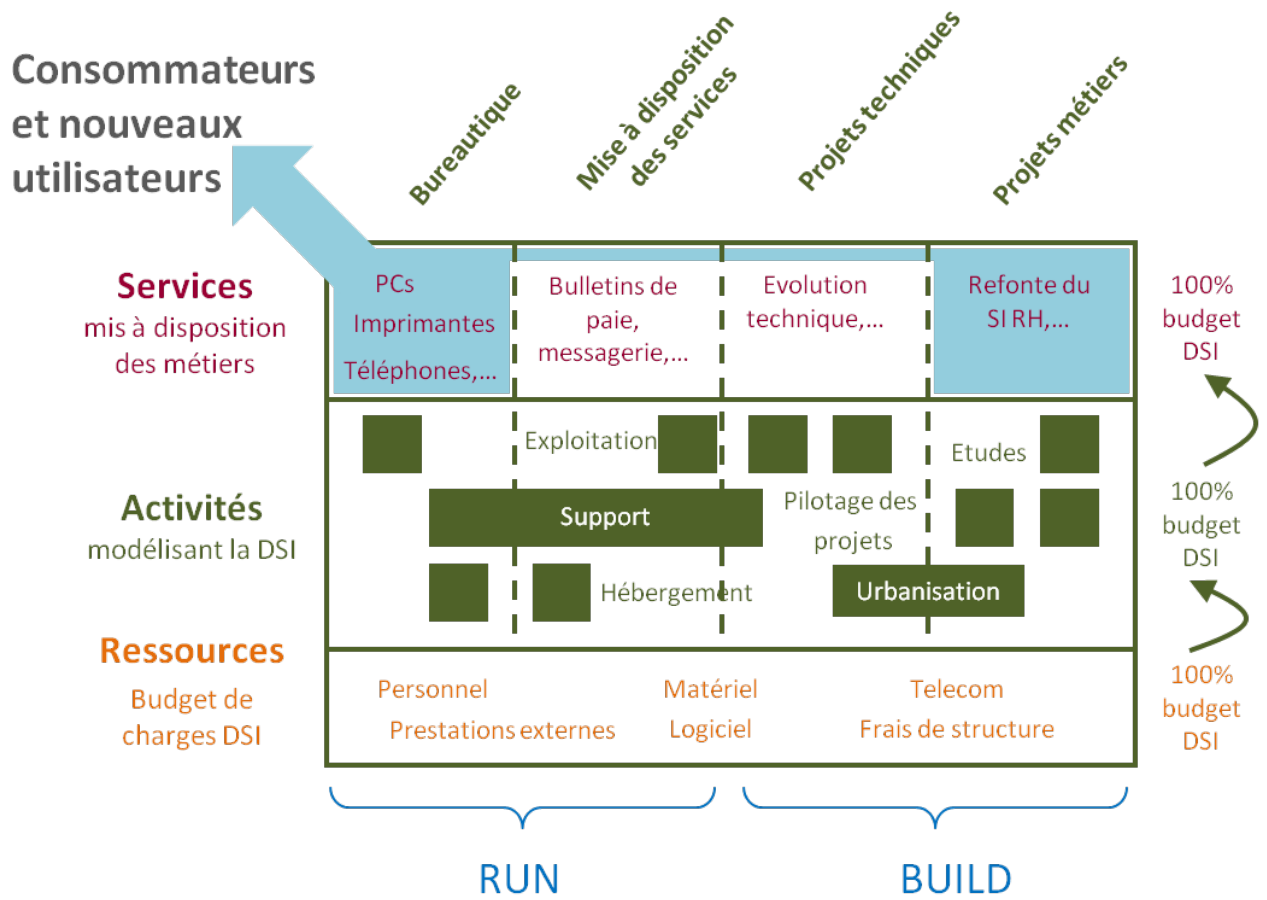 Consommateurs
et nouveaux
utilisateurs
Bureautique
Mise à disposition
des services
Projets techniques
Projets métiers
Services
mis à disposition
des métiers
PCs
Imprimantes
Téléphones,...
Bulletins de
paie,
messagerie,...
Evolution
technique,...
Refonte du
SI RH,...
100%
budget
DSI
Activités
modélisant la DSI
Exploitation
Etudes
Support
Pilotage des
projets
Hébergement
Urbanisation
100%
budget
DSI
Ressources
Budget de
charges DSI
Personnel
Matériel
Telecom
Prestations externes
Logiciel
Frais de structure
100%
budget
DSI
RUN
BUILD